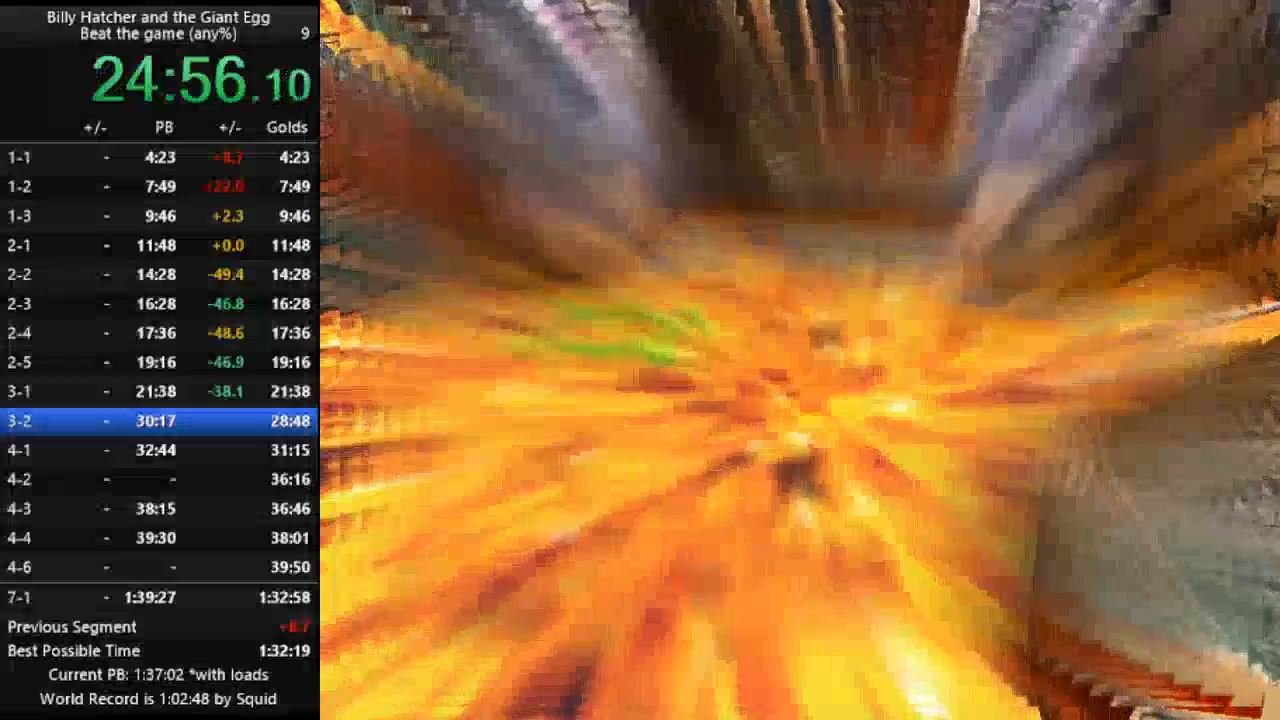 Billy Hatcher and the Giant Egg
Beat the game (any%) 9
24:56.10
+/- PB +/- Golds
1-1 - 4:23 +8.7 4:23
1-2 - 7:49 +22.0 7:49
1-3 - 9:46 +2.3 9:46
2-1 - 11:48 +0.0 11:48
2-2 - 14:28 -49.4 14:28
2-3 - 16:28 -46.8 16:28
2-4 - 17:36 -48.6 17:36
2-5 - 19:16 -46.9 19:16
3-1 - 21:38 -38.1 21:38
3-2 - 30:17 28:48
4-1 - 32:44 31:15
4-2 - - 36:16
4-3 - 38:15 36:46
4-4 - 39:30 38:01
4-6 - - 39:50
7-1 - 1:39:27 1:32:58
Previous Segment +8.7
Best Possible Time 1:32:19
Current PB: 1:37:02 *with loads
World Record is 1:02:48 by Squid